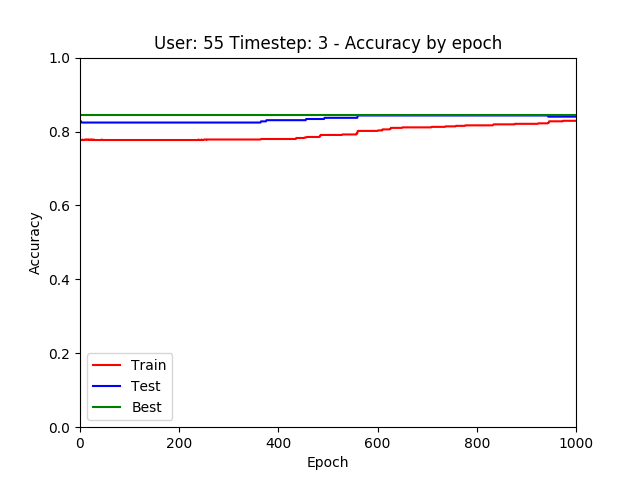 User: 55 Timestep: 3 - Accuracy by epoch
1.0
0.8
0.6
0.4
0.2
0.0
Accuracy
Train
Test
Best
0 200 400 600 800 1000
Epoch